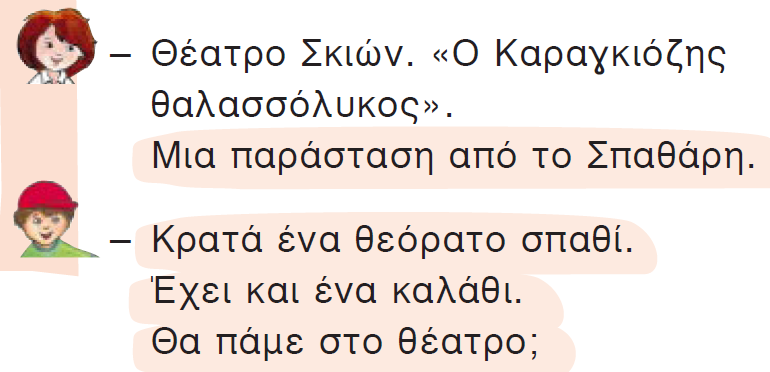 – Θέατρο Σκιών. «Ο Καραγκιόζης
θαλασσόλυκος».
Μια παράσταση από το Σπαθάρη.
– Κρατά ένα θεόρατο σπαθί.
Έχει και ένα καλάθι.
Θα πάμε στο θέατρο;